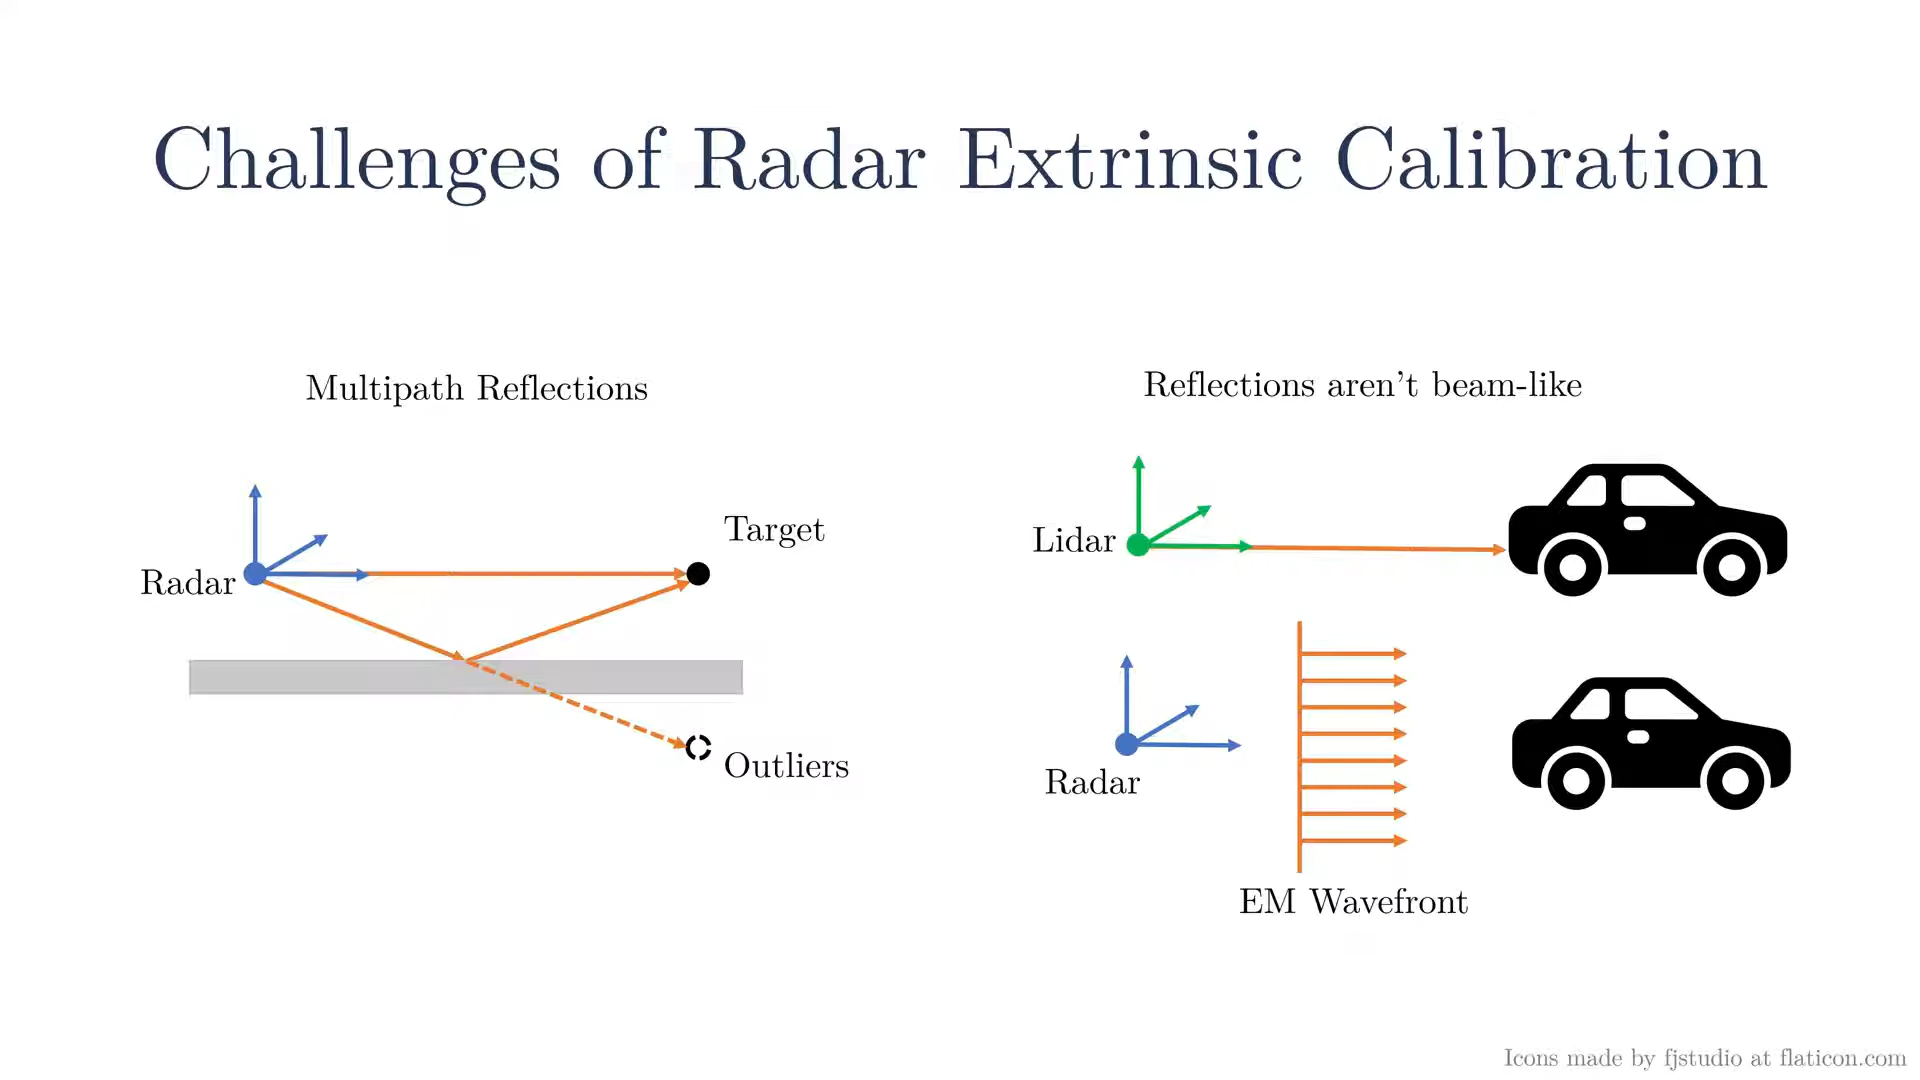 Challenges of Radar Extrinsic Calibration
Multipath Reflections
Radar
Target
Outliers
Reflections aren't beam-like
Lidar
Radar
EM Wavefront
Icons made by fjstudio at flaticon.com